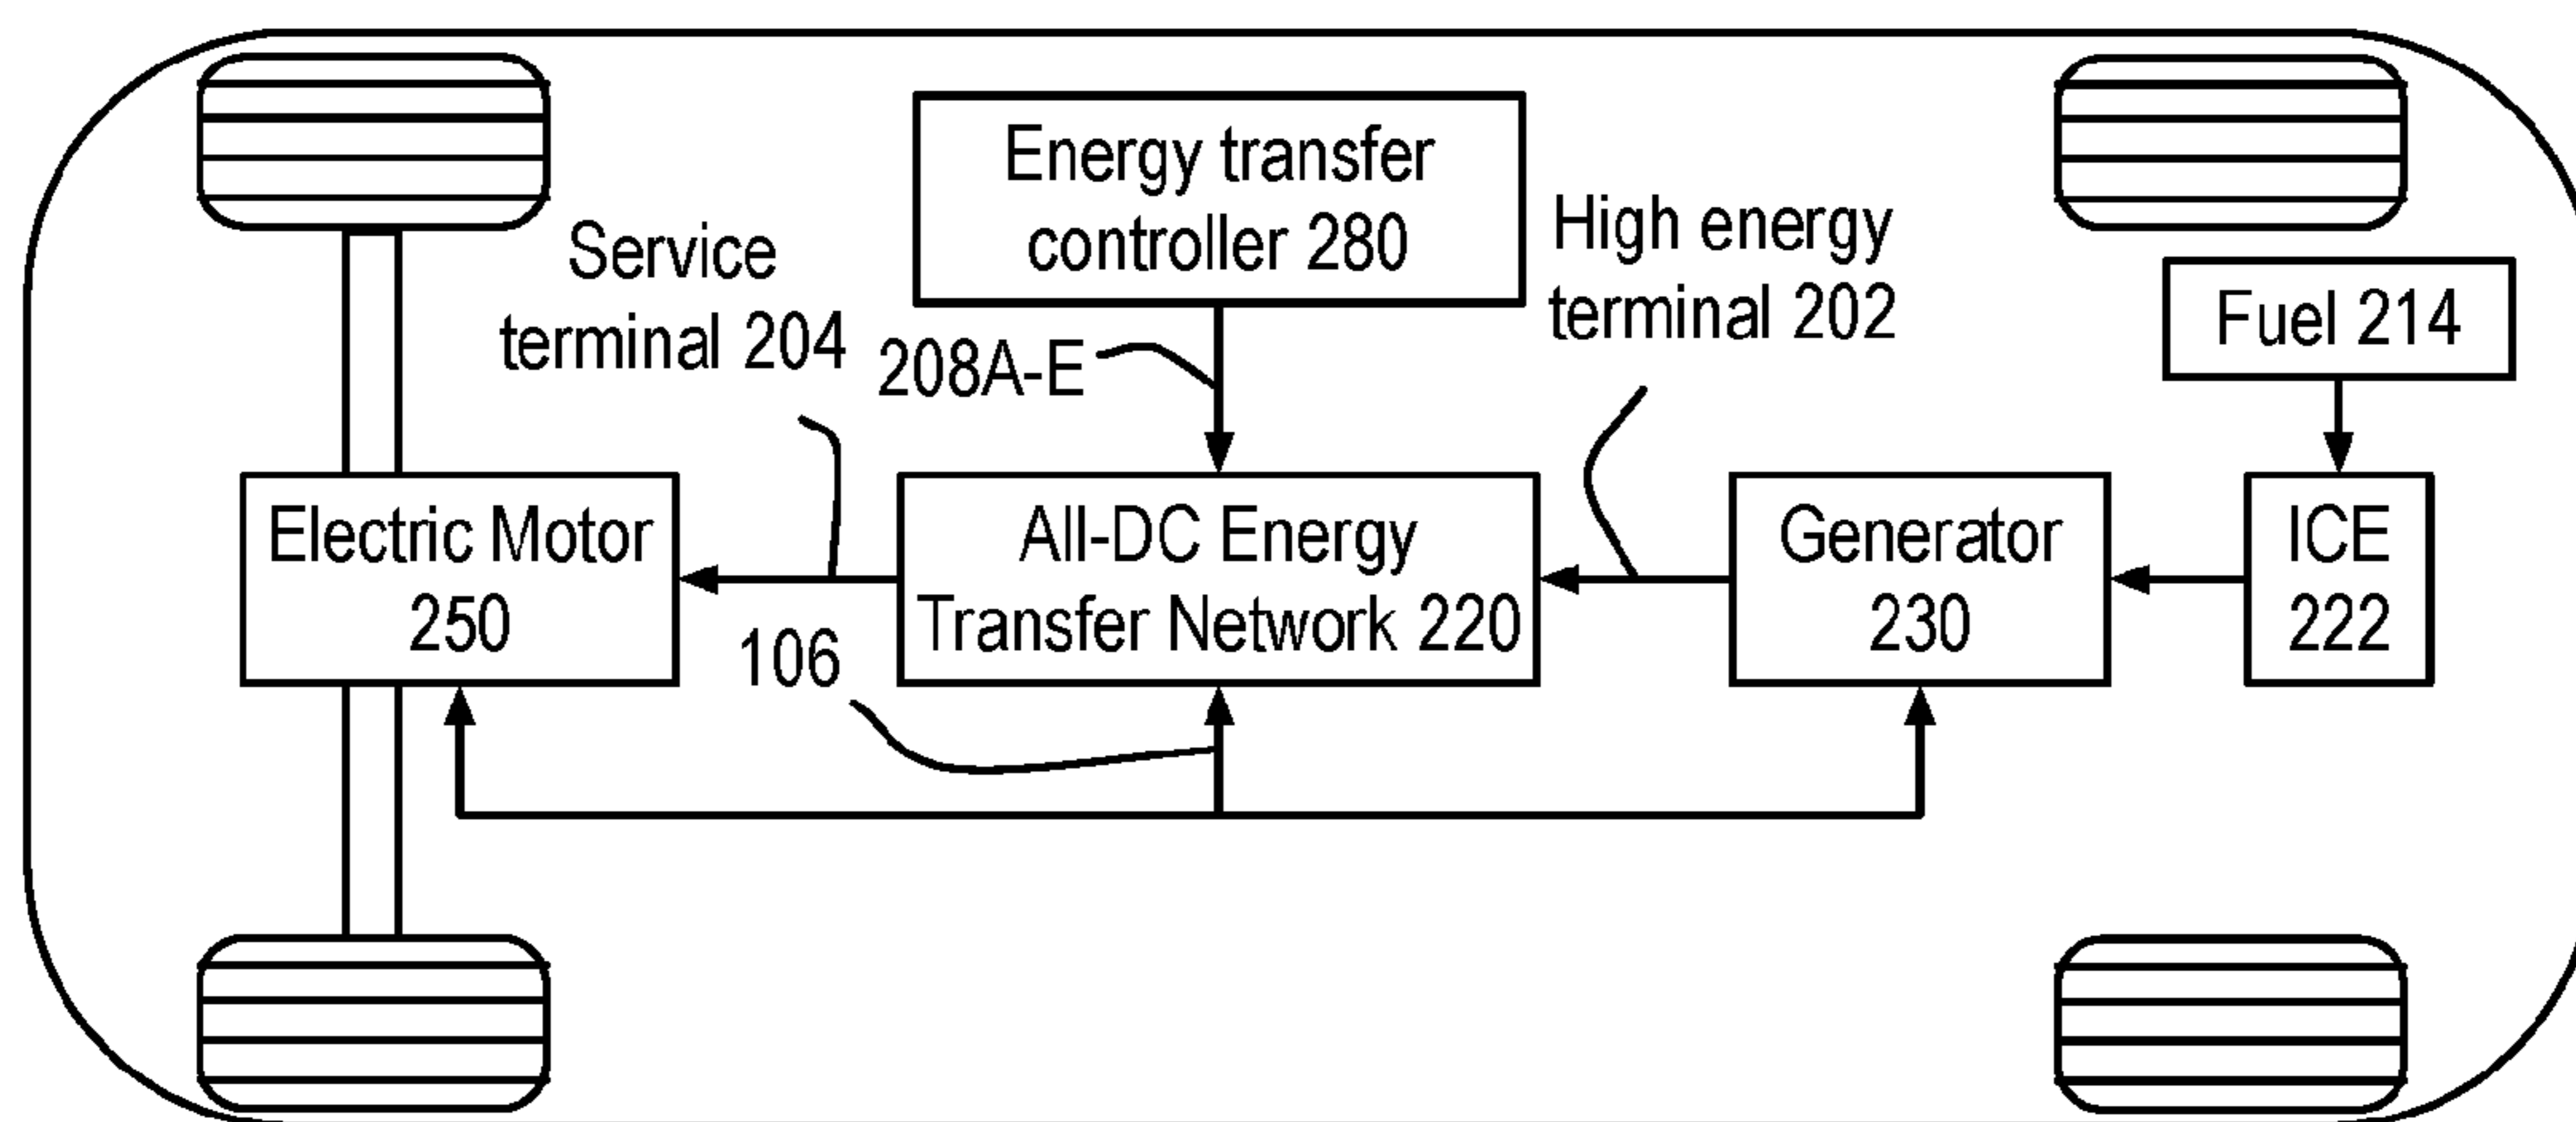 Energy transfer
controller 280
Service
terminal 204
208A-E
High energy
terminal 202
Fuel 214
Electric Motor
250
All-DC Energy
Transfer Network 220
Generator
230
ICE
222
106